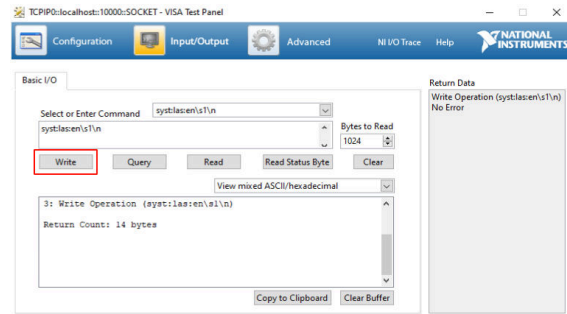 TCPIP0::localhost::10000::SOCKET - VISA Test Panel
Configuration Input/Output Advanced NI I/O Trace Help NATIONAL INSTRUMENTS
Basic I/O
Return Data
Write Operation (syst:las:en\s1\n)
No Error
Select or Enter Command syst:las:en\s1\n
syst:las:en\s1\n
Bytes to Read
1024
Write Query Read Read Status Byte Clear
View mixed ASCII/hexadecimal
3: Write Operation (syst:las:en\s1\n)
Return Count: 14 bytes
Copy to Clipboard Clear Buffer